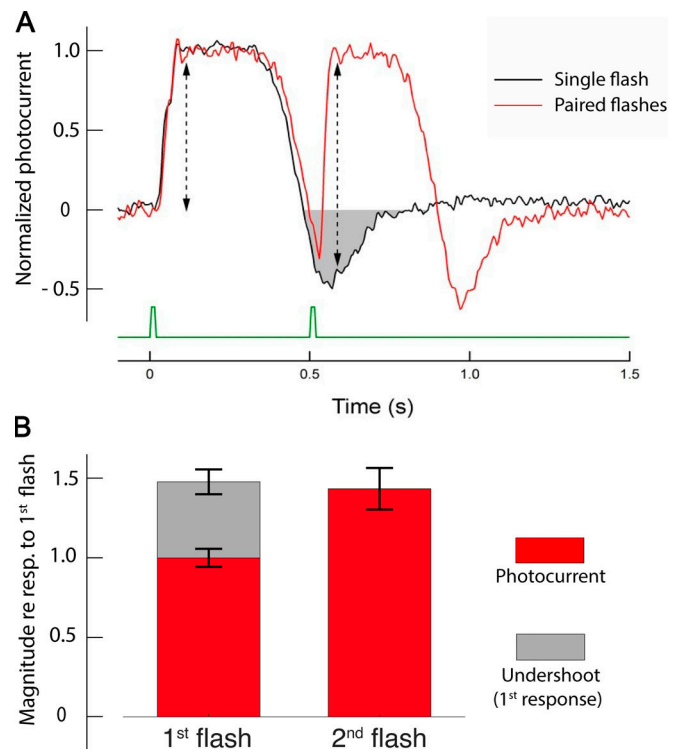 A
Normalized photocurrent
1.0
0.5
0
- 0.5
Single flash
Paired flashes
0
0.5
1.0
1.5
Time (s)
B
Magnitude re resp. to 1st flash
1.5
1.0
0.5
0
1st flash
2nd flash
Photocurrent
Undershoot
(1st response)